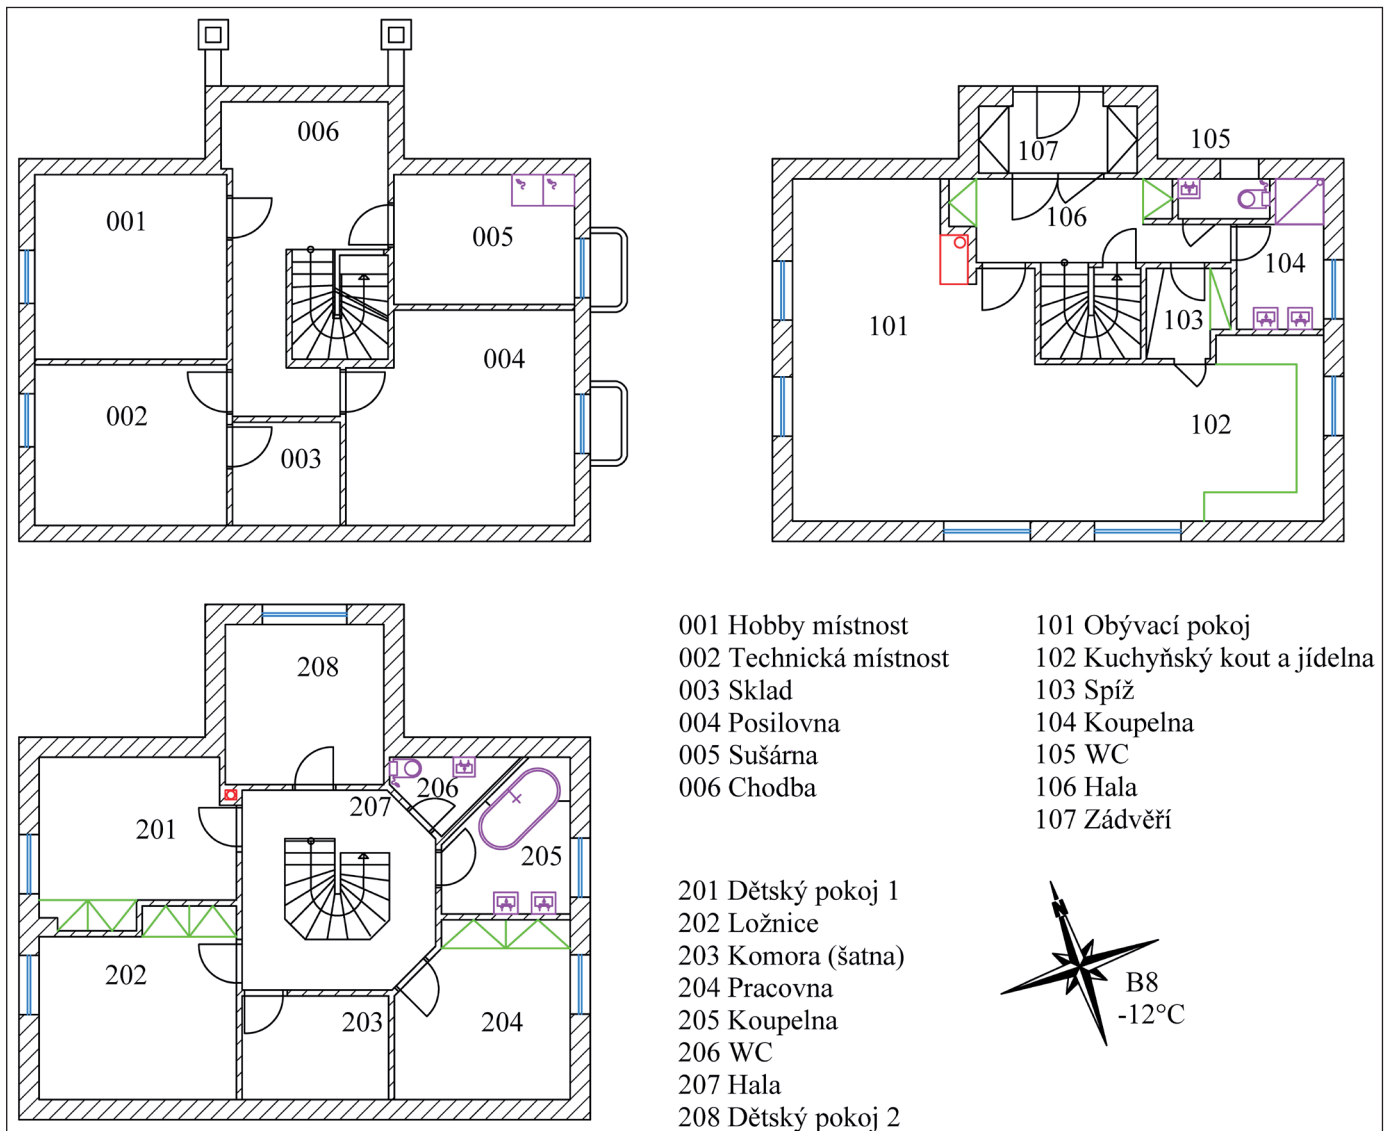 006
001
005
004
002
003
105
107
106
104
101
103
102
208
206
207
201
205
202
203
204
001 Hobby místnost
002 Technická místnost
003 Sklad
004 Posilovna
005 Sušárna
006 Chodba
101 Obývací pokoj
102 Kuchyňský kout a jídelna
103 Spíž
104 Koupelna
105 WC
106 Hala
107 Zádvěří
201 Dětský pokoj 1
202 Ložnice
203 Komora (šatna)
204 Pracovna
205 Koupelna
206 WC
207 Hala
208 Dětský pokoj 2
N
B8
-12°C